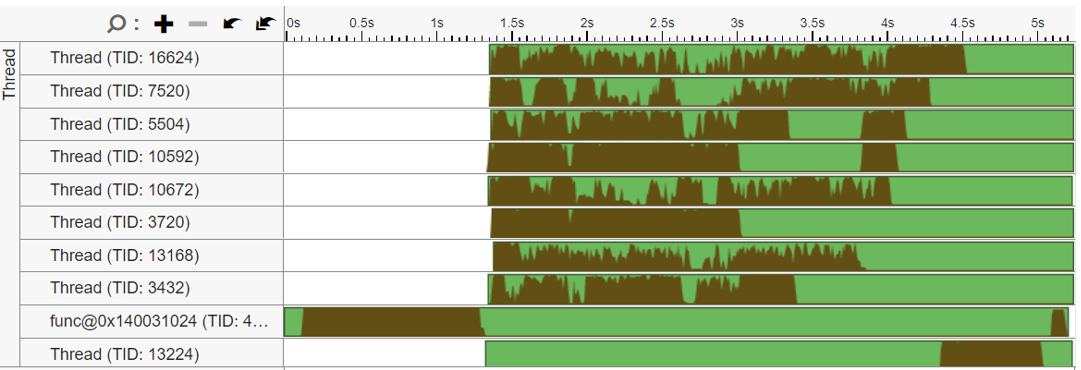 0s 0.5s 1s 1.5s 2s 2.5s 3s 3.5s 4s 4.5s 5s
Thread
Thread (TID: 16624)
Thread (TID: 7520)
Thread (TID: 5504)
Thread (TID: 10592)
Thread (TID: 10672)
Thread (TID: 3720)
Thread (TID: 13168)
Thread (TID: 3432)
func@0x140031024 (TID: 4...
Thread (TID: 13224)